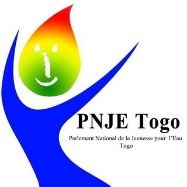 PNJE Togo
Parlement National de la Jeunesse pour l'Eau
Togo